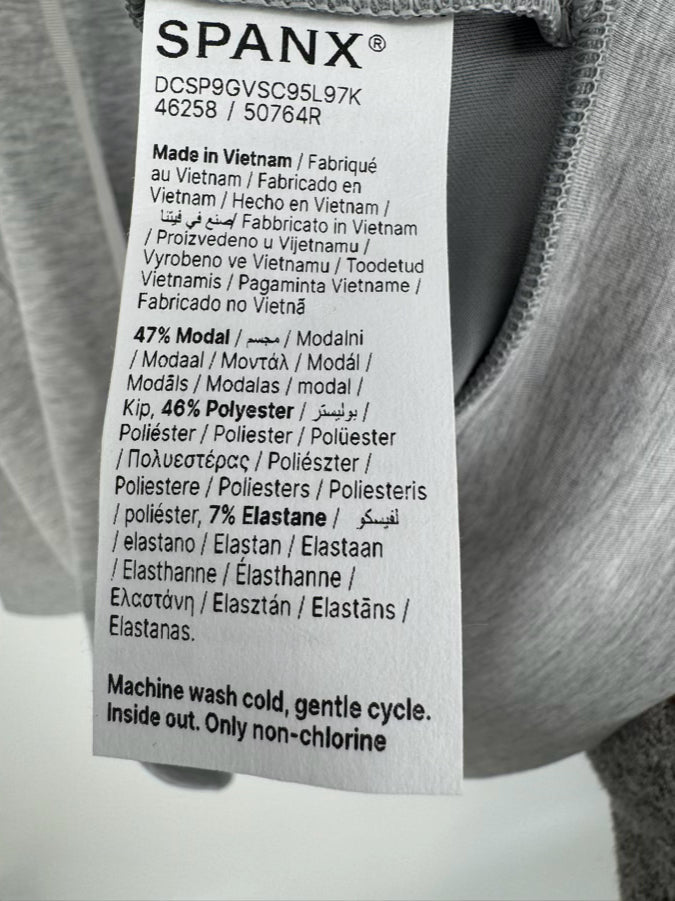 SPANX®
DCSP9GVSC95L97K
46258 / 50764R
Made in Vietnam / Fabriqué
au Vietnam / Fabricado en
Vietnam / Hecho en Vietnam /
صنع في فيتنا/ Fabbricato in Vietnam
/ Proizvedeno u Vijetnamu /
Vyrobeno ve Vietnamu / Toodetud
Vietnamis / Pagaminta Vietname /
Fabricado no Vietnã
47% Modal / مجسم / Modalni
/ Modaal / Μοντάλ / Modál /
Modāls / Modalas / modal /
Kip, 46% Polyester / بوليستر /
Poliéster / Poliester / Polüester
/ Πολυεστέρας / Poliészter /
Poliestere / Poliesters / Poliesteris
/ poliéster, 7% Elastane /
/ elastano / Elastan / Elastaan
/ Elasthanne / Élasthanne /
Ελαστάνη / Elasztán / Elastāns /
Elastanas.
Machine wash cold, gentle cycle.
Inside out. Only non-chlorine